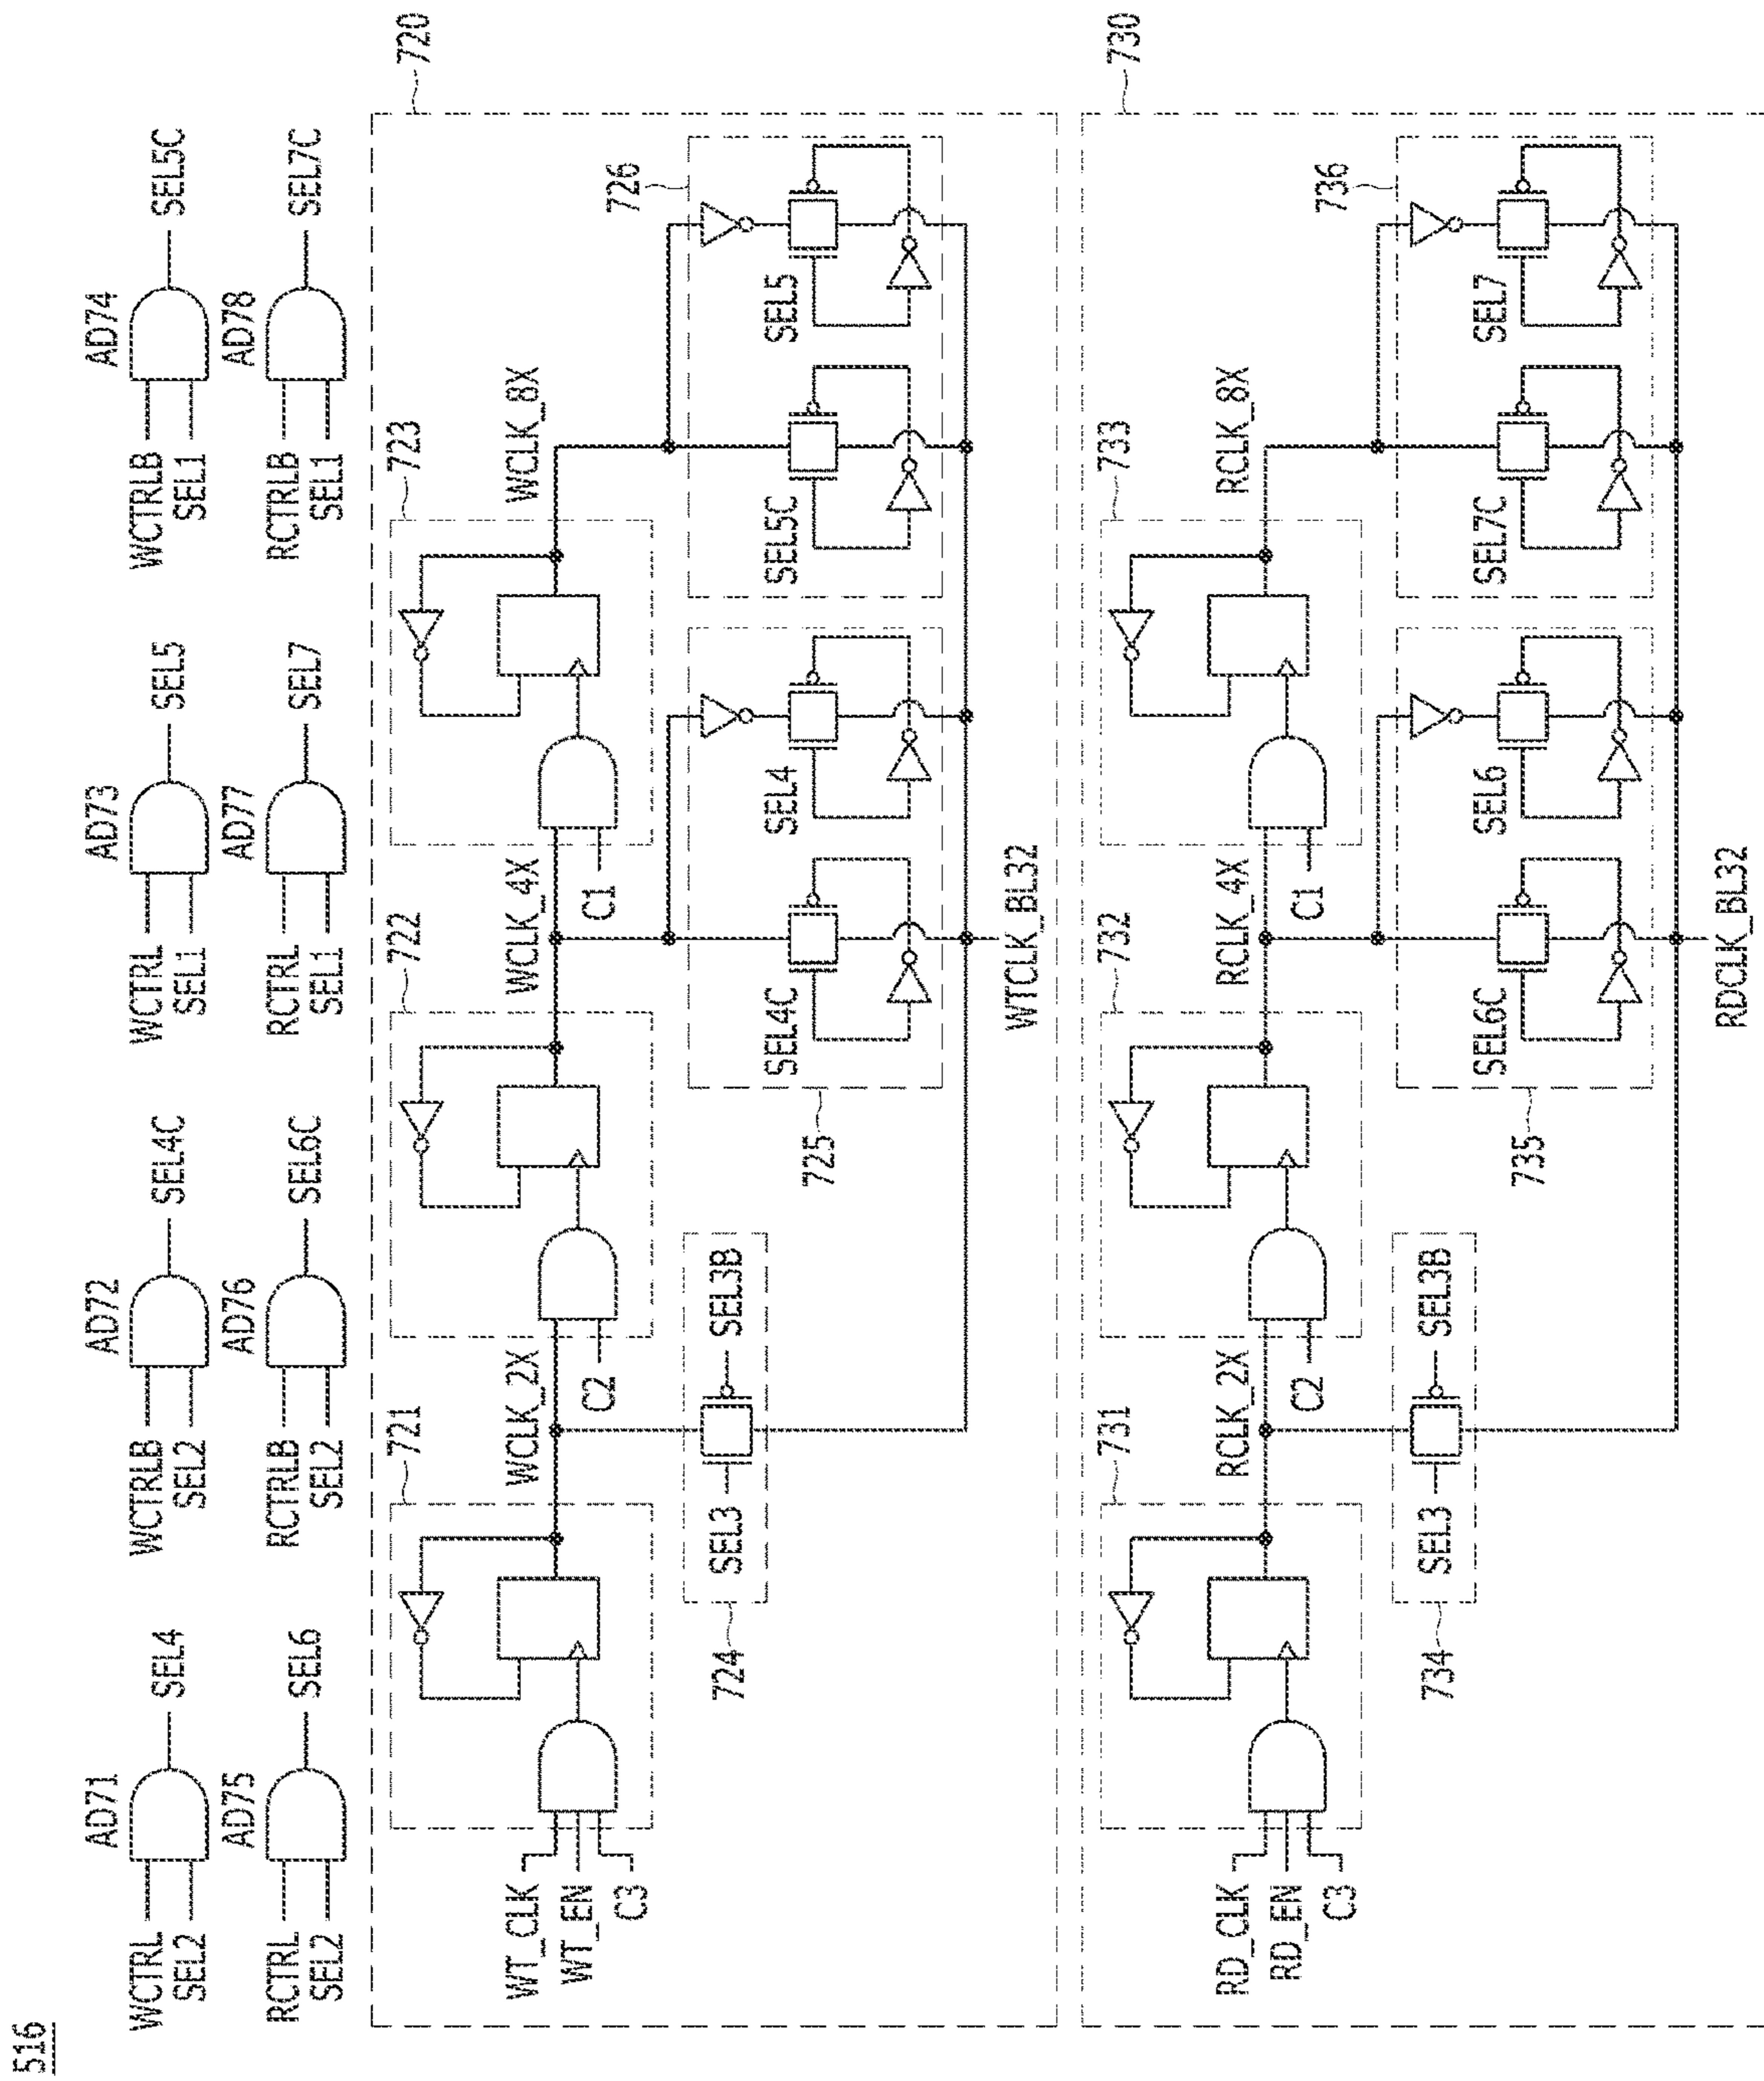 516
AD71
WCTRL
SEL2
SEL4
AD72
WCTRLB
SEL2
SEL4C
AD73
WCTRL
SEL1
SEL5
AD74
WCTRLB
SEL1
SEL5C
AD75
RCTRL
SEL2
SEL6
AD76
RCTRLB
SEL2
SEL6C
AD77
RCTRL
SEL1
SEL7
AD78
RCTRLB
SEL1
SEL7C
720
721
722
723
WT_CLK
WT_EN
C3
WCLK_2X
C2
WCLK_4X
C1
WCLK_8X
724
SEL3
SEL3B
725
SEL4C
SEL4
726
SEL5C
SEL5
WTCLK_BL32
730
731
732
733
RD_CLK
RD_EN
C3
RCLK_2X
C2
RCLK_4X
C1
RCLK_8X
734
SEL3
SEL3B
735
SEL6C
SEL6
736
SEL7C
SEL7
RDCLK_BL32